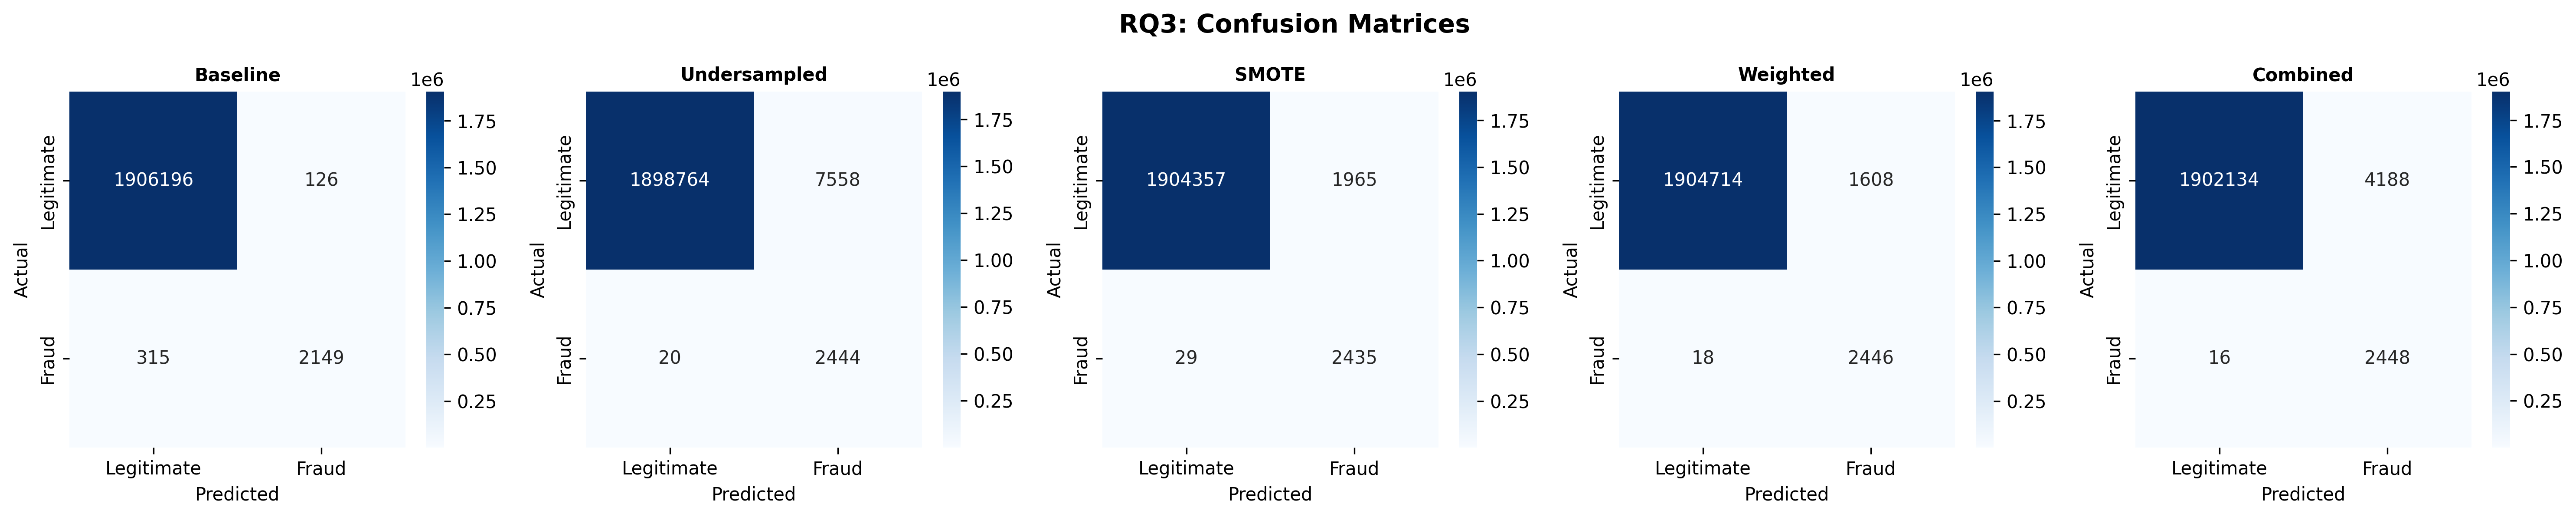 RQ3: Confusion Matrices
Baseline
1e6
Actual
Legitimate
Fraud
1906196
126
315
2149
Legitimate
Fraud
Predicted
1.75
1.50
1.25
1.00
0.75
0.50
0.25
Undersampled
1e6
Actual
Legitimate
Fraud
1898764
7558
20
2444
Legitimate
Fraud
Predicted
1.75
1.50
1.25
1.00
0.75
0.50
0.25
SMOTE
1e6
Actual
Legitimate
Fraud
1904357
1965
29
2435
Legitimate
Fraud
Predicted
1.75
1.50
1.25
1.00
0.75
0.50
0.25
Weighted
1e6
Actual
Legitimate
Fraud
1904714
1608
18
2446
Legitimate
Fraud
Predicted
1.75
1.50
1.25
1.00
0.75
0.50
0.25
Combined
1e6
Actual
Legitimate
Fraud
1902134
4188
16
2448
Legitimate
Fraud
Predicted
1.75
1.50
1.25
1.00
0.75
0.50
0.25